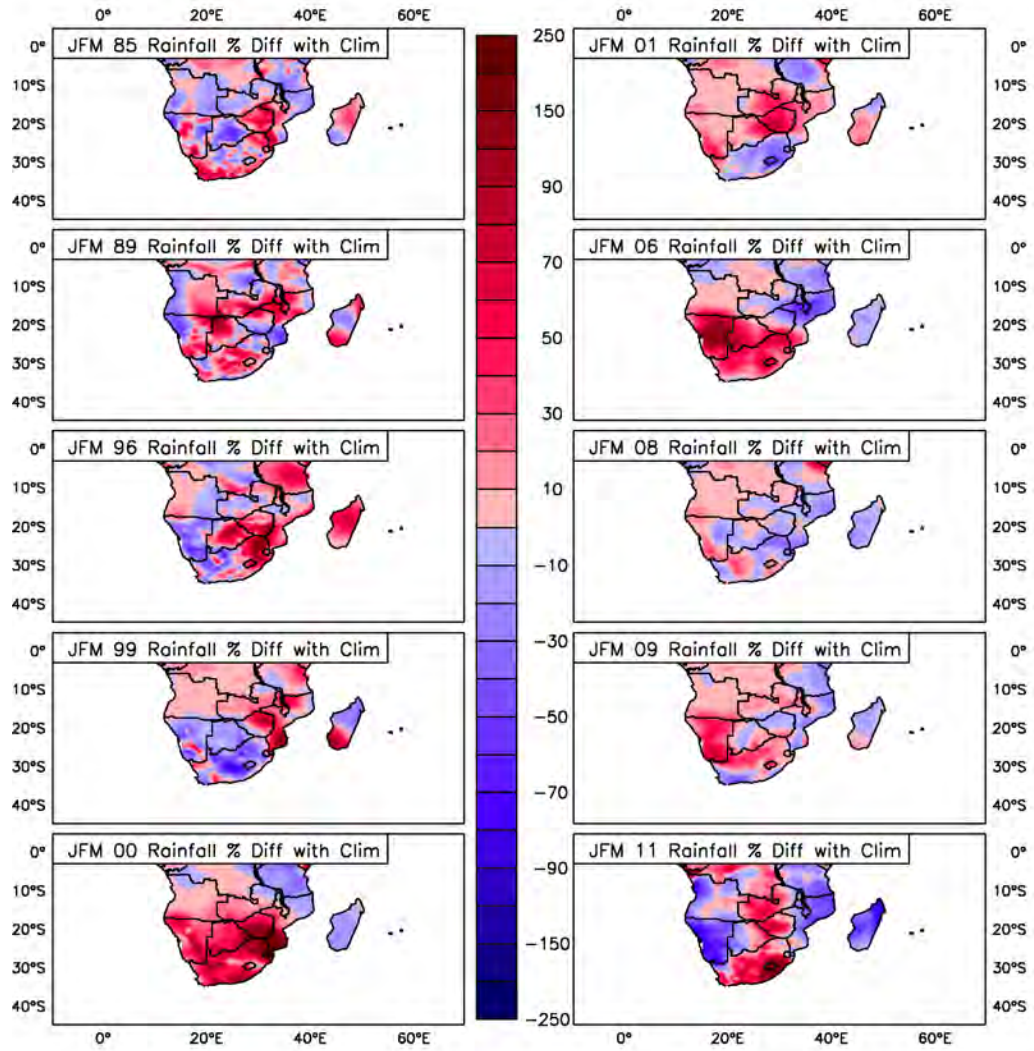 0° 20°E 40°E 60°E 0° 20°E 40°E 60°E
0° JFM 85 Rainfall % Diff with Clim 250 JFM 01 Rainfall % Diff with Clim 0°
10°S 10°S
20°S 150 20°S
30°S 30°S
40°S 90 40°S
0° JFM 89 Rainfall % Diff with Clim 70 JFM 06 Rainfall % Diff with Clim 0°
10°S 10°S
20°S 50 20°S
30°S 30°S
40°S 30 40°S
0° JFM 96 Rainfall % Diff with Clim JFM 08 Rainfall % Diff with Clim 0°
10°S 10 10°S
20°S 20°S
30°S -10 30°S
40°S 40°S
0° JFM 99 Rainfall % Diff with Clim -30 JFM 09 Rainfall % Diff with Clim 0°
10°S 10°S
20°S -50 20°S
30°S 30°S
40°S -70 40°S
0° JFM 00 Rainfall % Diff with Clim -90 JFM 11 Rainfall % Diff with Clim 0°
10°S 10°S
20°S -150 20°S
30°S 30°S
40°S -250 40°S
0° 20°E 40°E 60°E 0° 20°E 40°E 60°E